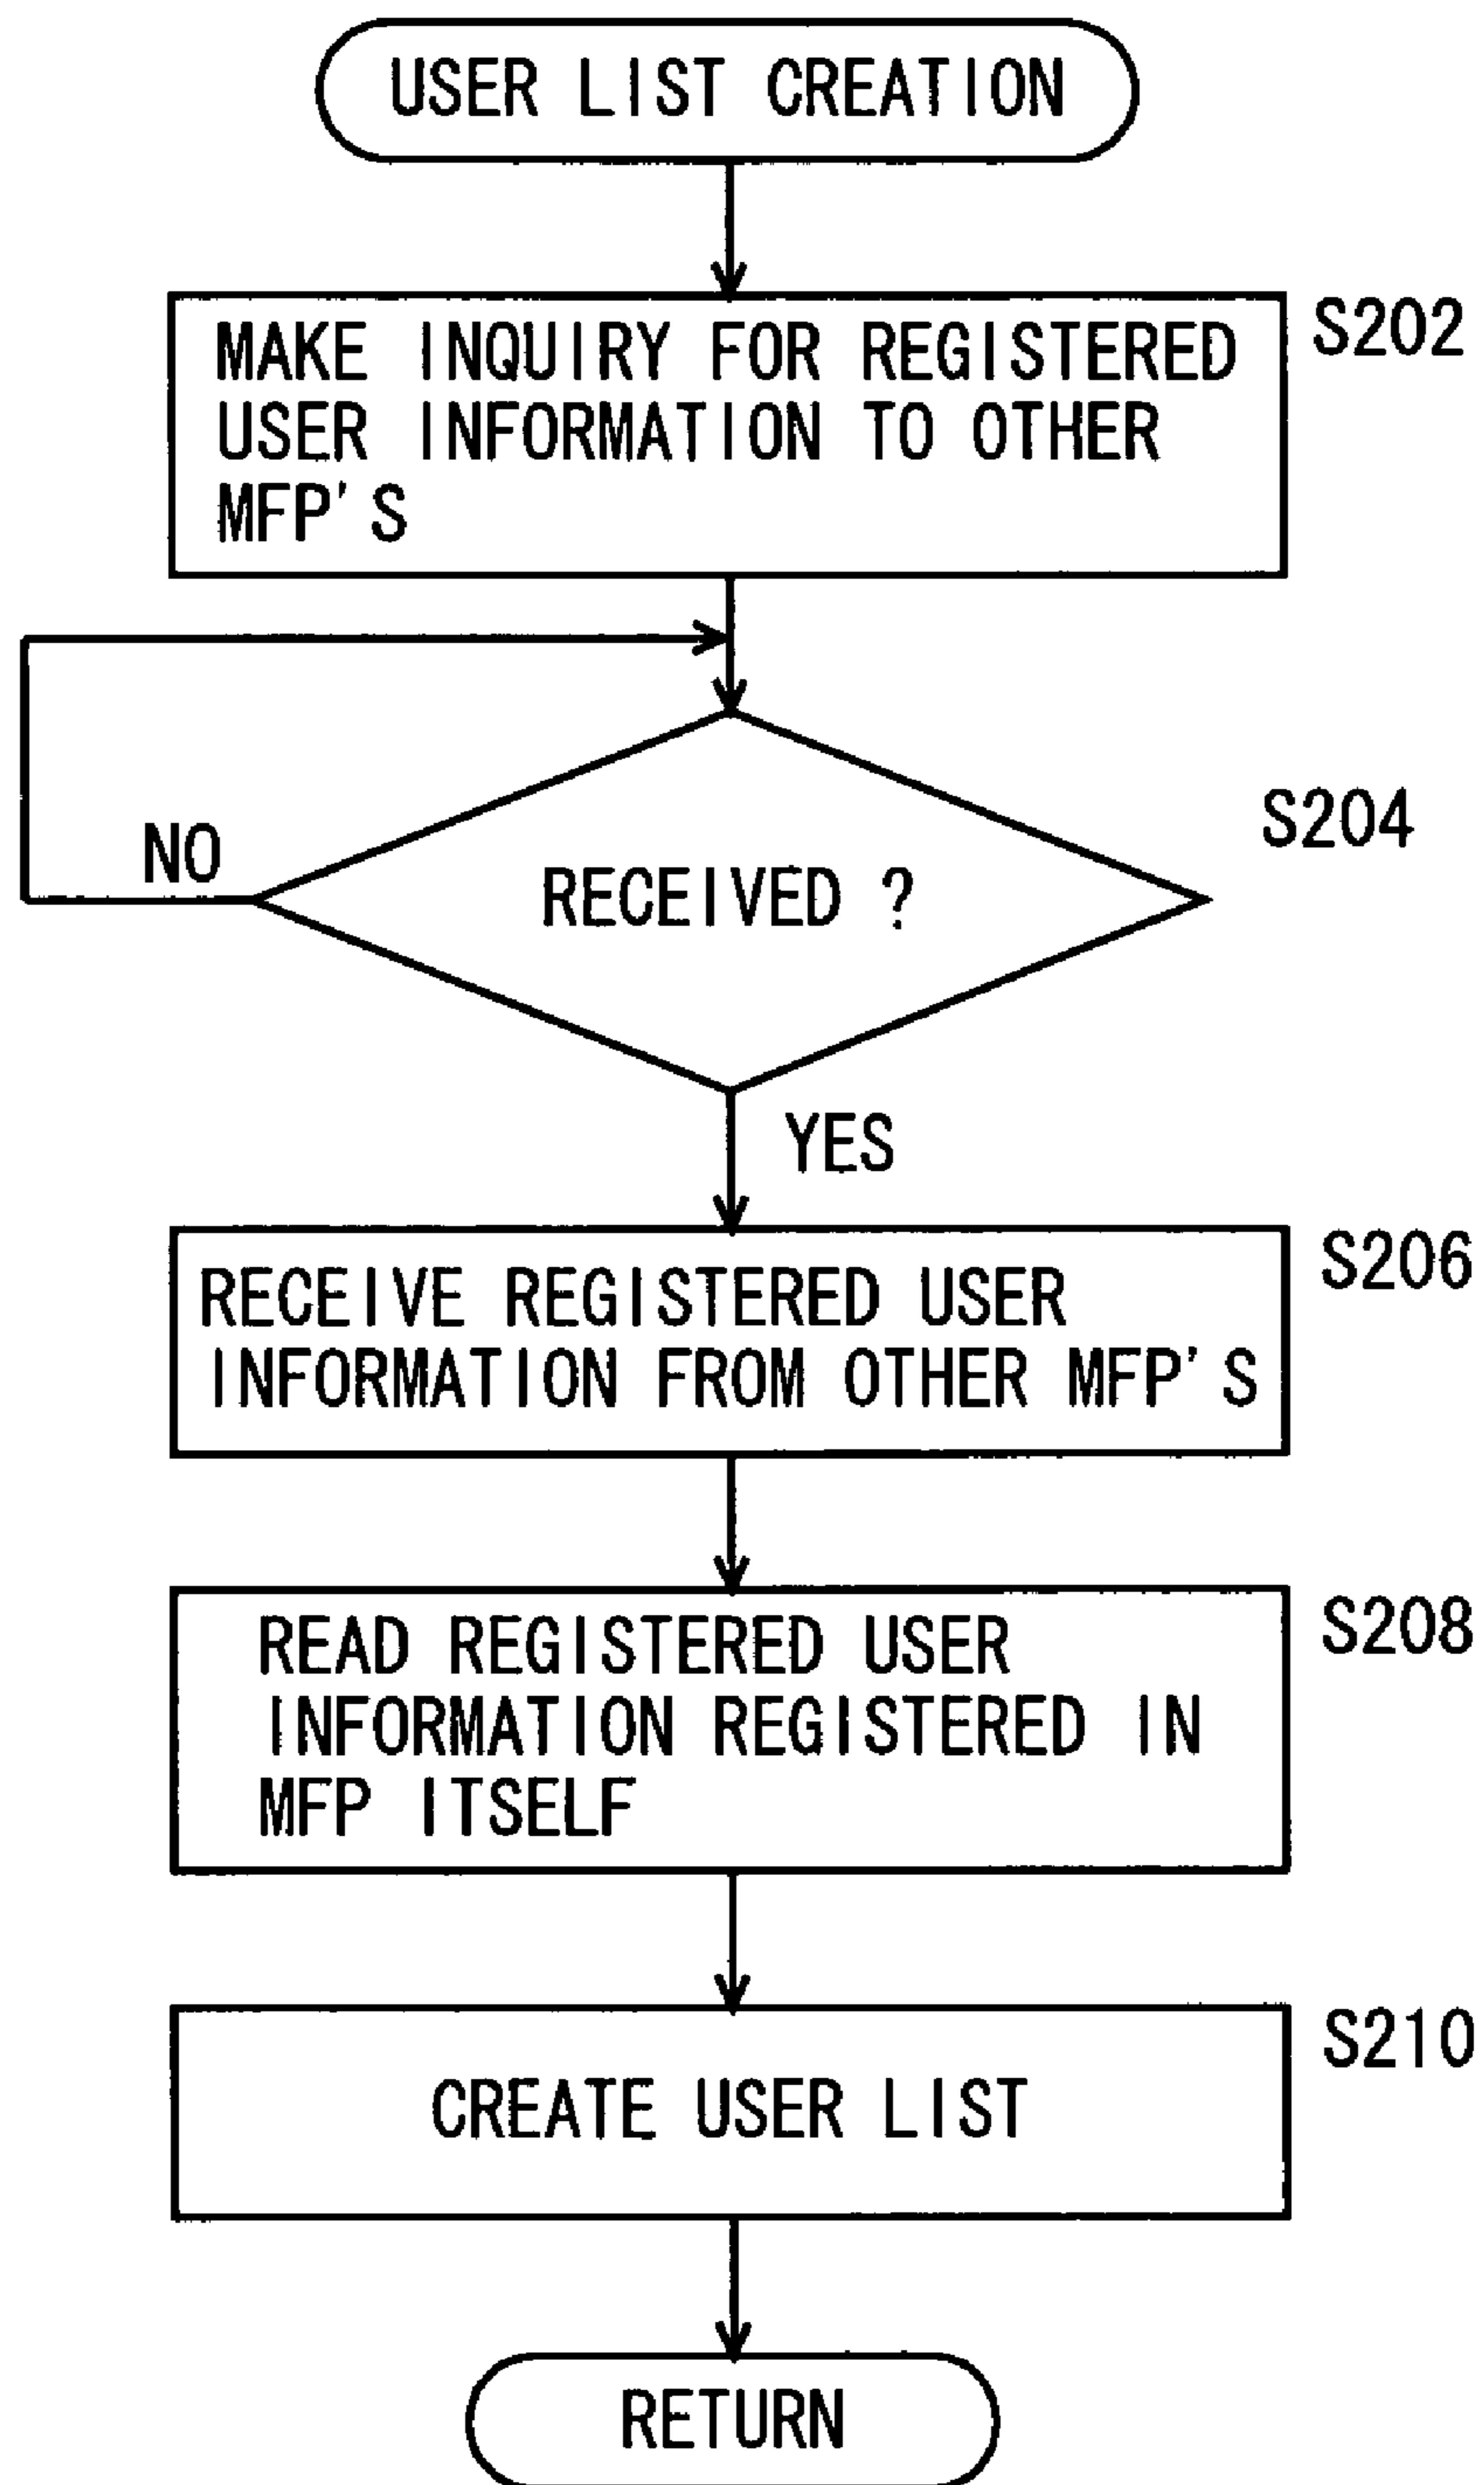 USER LIST CREATION
MAKE INQUIRY FOR REGISTERED
USER INFORMATION TO OTHER
MFP'S
S202
NO
RECEIVED ?
S204
YES
RECEIVE REGISTERED USER
INFORMATION FROM OTHER MFP'S
S206
READ REGISTERED USER
INFORMATION REGISTERED IN
MFP ITSELF
S208
CREATE USER LIST
S210
RETURN